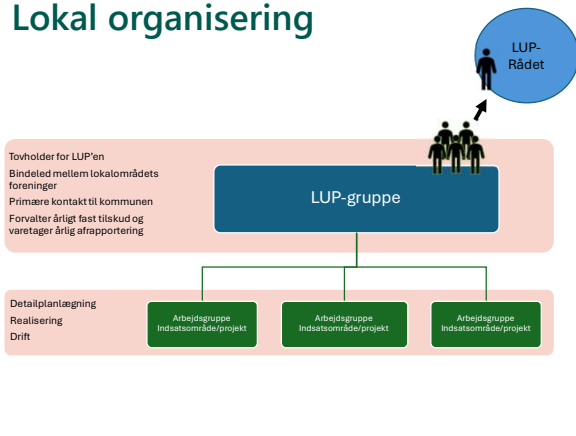 Lokal organisering
LUP-
Rådet
Tovholder for LUP'en
Bindeled mellem lokalområdets
foreninger
Primære kontakt til kommunen
Forvalter årligt fast tilskud og
varetager årlig afrapportering
LUP-gruppe
Detailplanlægning
Realisering
Drift
Arbejdsgruppe
Indsatsområde/projekt
Arbejdsgruppe
Indsatsområde/projekt
Arbejdsgruppe
Indsatsområde/projekt